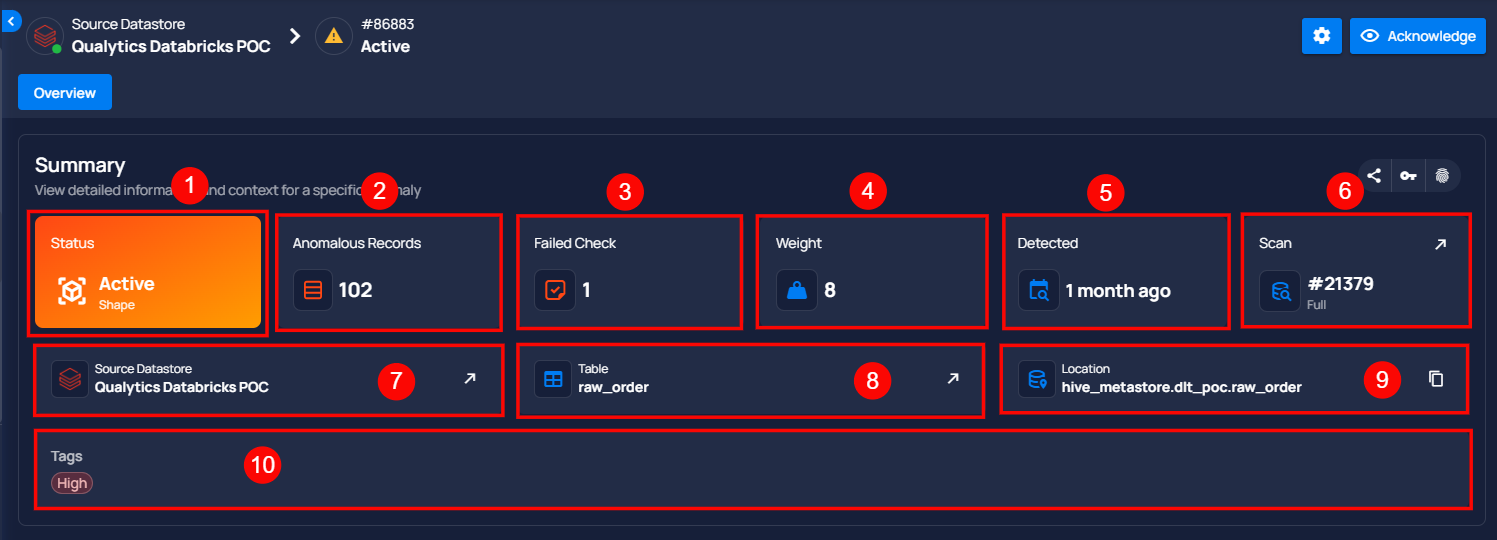 Source Datastore
Qualytics Databricks POC
#86883
Active
Acknowledge
Overview
Summary
View detailed informa and context for a specific maly
1
2
3
4
5
6
Status
Active
Shape
Anomalous Records
102
Failed Check
1
Weight
8
Detected
1 month ago
Scan
#21379
Full
Source Datastore
Qualytics Databricks POC
7
Table
raw_order
8
Location
hive_metastore.dlt_poc.raw_order
9
Tags
High
10